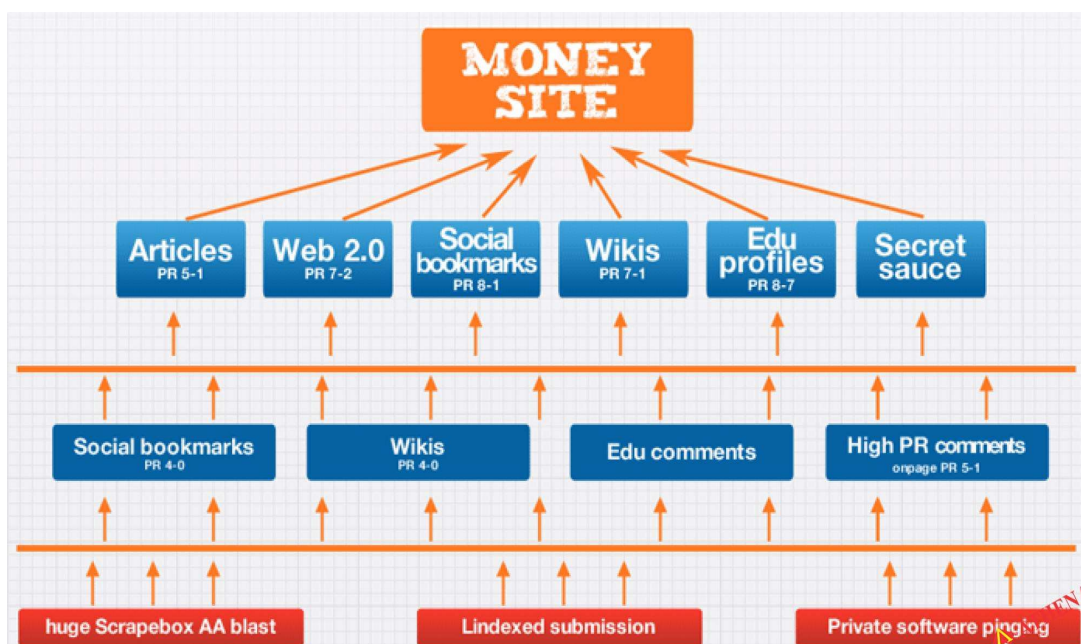 MONEY
SITE
Articles
PR 5-1
Web 2.0
PR 7-2
Social
bookmarks
PR 8-1
Wikis
PR 7-1
Edu
profiles
PR 8-7
Secret
sauce
Social bookmarks
PR 4-0
Wikis
PR 4-0
Edu comments
High PR comments
onpage PR 5-1
huge Scrapebox AA blast
Lindexed submission
Private software pinging